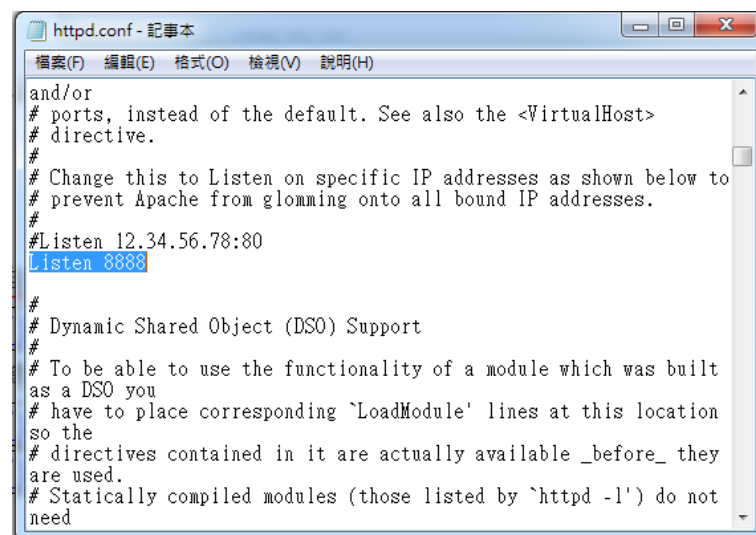 httpd.conf - 記事本
檔案(F) 編輯(E) 格式(O) 檢視(V) 說明(H)
and/or
# ports, instead of the default. See also the <VirtualHost>
# directive.
#
# Change this to Listen on specific IP addresses as shown below to
# prevent Apache from glomming onto all bound IP addresses.
#
#Listen 12.34.56.78:80
Listen 8888
#
# Dynamic Shared Object (DSO) Support
#
# To be able to use the functionality of a module which was built
as a DSO you
# have to place corresponding `LoadModule' lines at this location
so the
# directives contained in it are actually available _before_ they
are used.
# Statically compiled modules (those listed by `httpd -l') do not
need